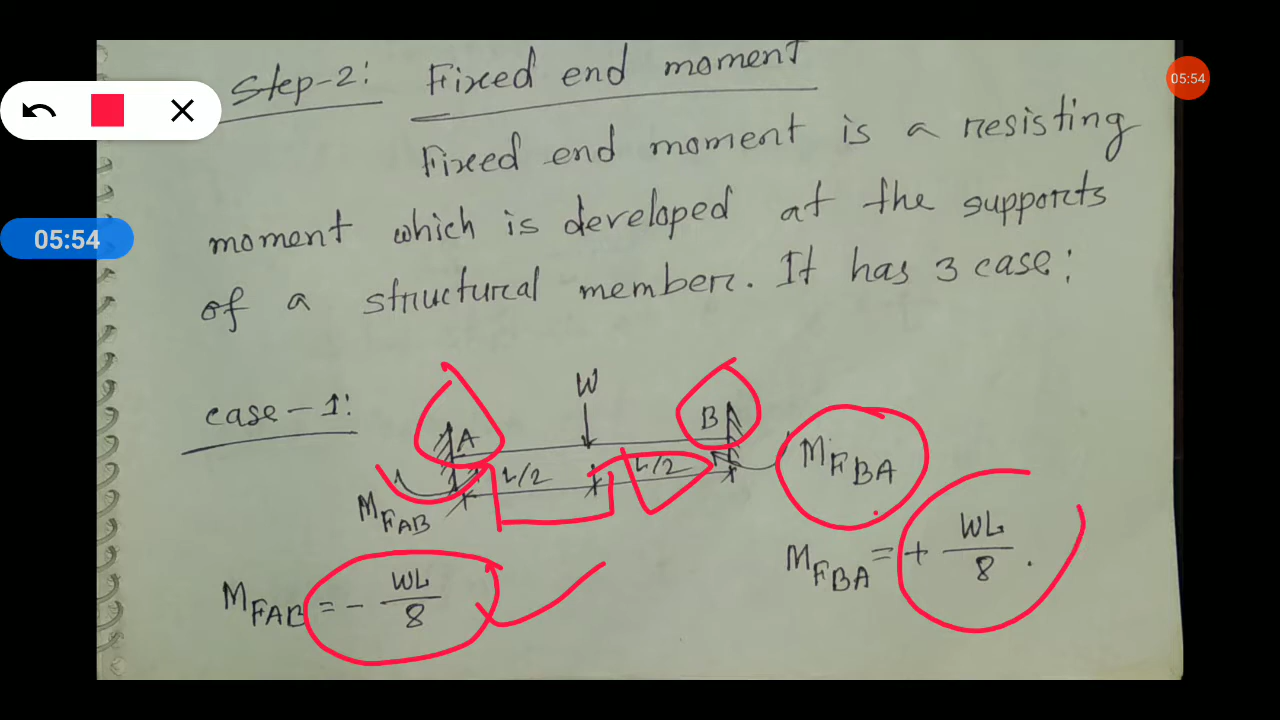 Step-2: Fixed end moment
05:54
Fixed end moment is a resisting
moment which is developed at the supports
05:54
of a structural member. It has 3 case:
case-1:
W
A
B
L/2
L/2
MFAB
MFBA
MFAB = - WL/8
MFBA = + WL/8.